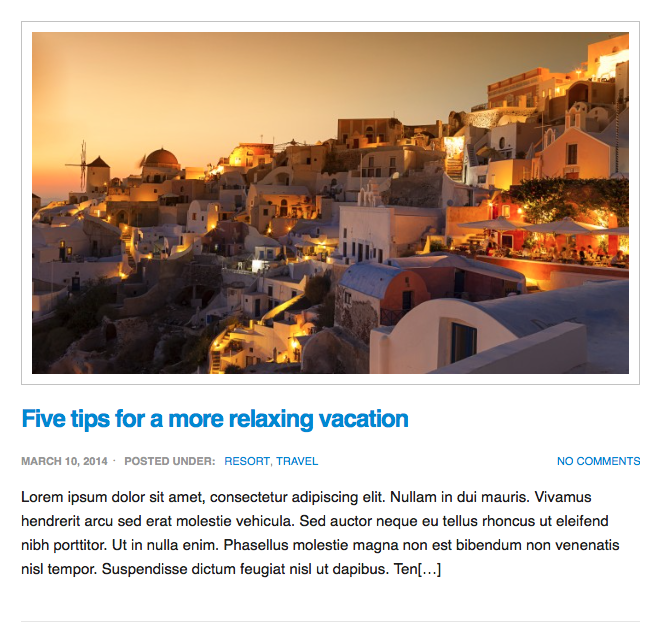 Five tips for a more relaxing vacation
MARCH 10, 2014 · POSTED UNDER: RESORT, TRAVEL NO COMMENTS
Lorem ipsum dolor sit amet, consectetur adipiscing elit. Nullam in dui mauris. Vivamus
hendrerit arcu sed erat molestie vehicula. Sed auctor neque eu tellus rhoncus ut eleifend
nibh porttitor. Ut in nulla enim. Phasellus molestie magna non est bibendum non venenatis
nisl tempor. Suspendisse dictum feugiat nisl ut dapibus. Ten[…]